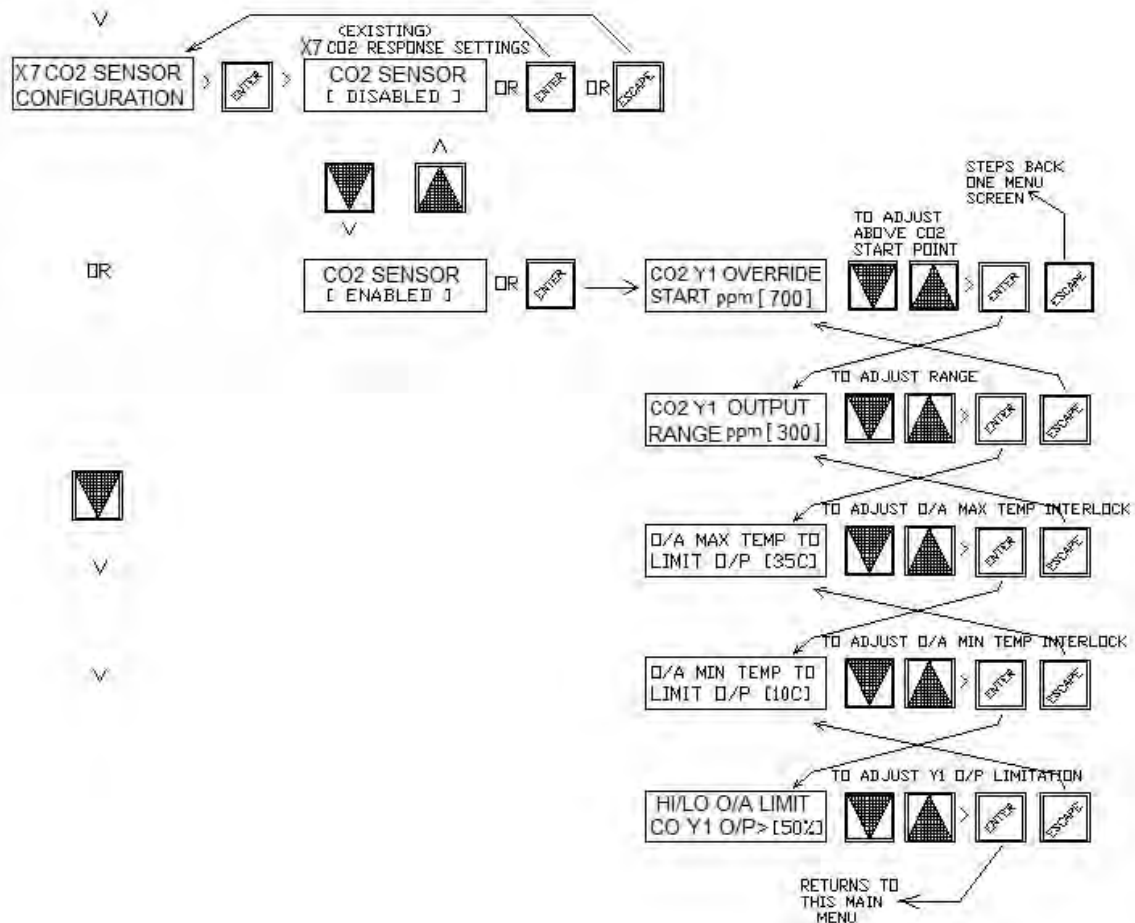 (EXISTING)
X7 CO2 RESPONSE SETTINGS
X7 CO2 SENSOR
CONFIGURATION
>
ENTER
>
CO2 SENSOR
[ DISABLED ]
OR
ENTER
OR
ESCAPE
STEPS BACK
ONE MENU
SCREEN
TO ADJUST
ABOVE CO2
START POINT
OR
CO2 SENSOR
[ ENABLED ]
OR
ENTER
CO2 Y1 OVERRIDE
START ppm [ 700 ]
>
ENTER
ESCAPE
TO ADJUST RANGE
CO2 Y1 OUTPUT
RANGE ppm [ 300 ]
>
ENTER
ESCAPE
TO ADJUST O/A MAX TEMP INTERLOCK
O/A MAX TEMP TO
LIMIT O/P [35C]
>
ENTER
ESCAPE
TO ADJUST O/A MIN TEMP INTERLOCK
O/A MIN TEMP TO
LIMIT O/P [10C]
>
ENTER
ESCAPE
TO ADJUST Y1 O/P LIMITATION
HI/LO O/A LIMIT
CO Y1 O/P> [50%]
>
ENTER
ESCAPE
RETURNS TO
THIS MAIN
MENU